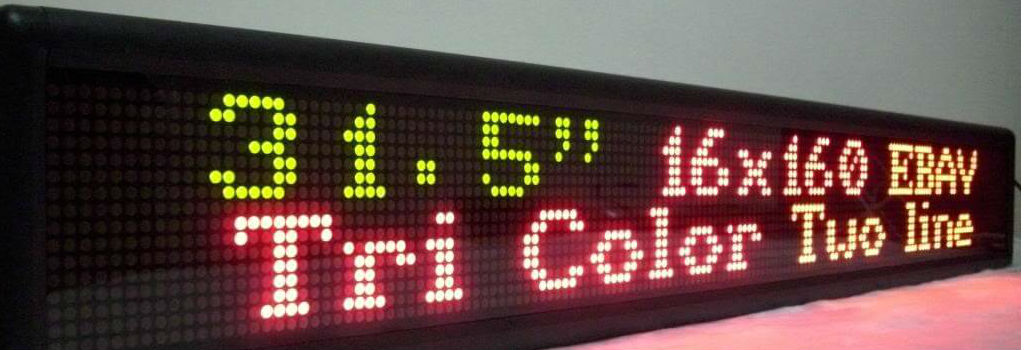 31.5” 16x160 EBAY
Tri Color Two line